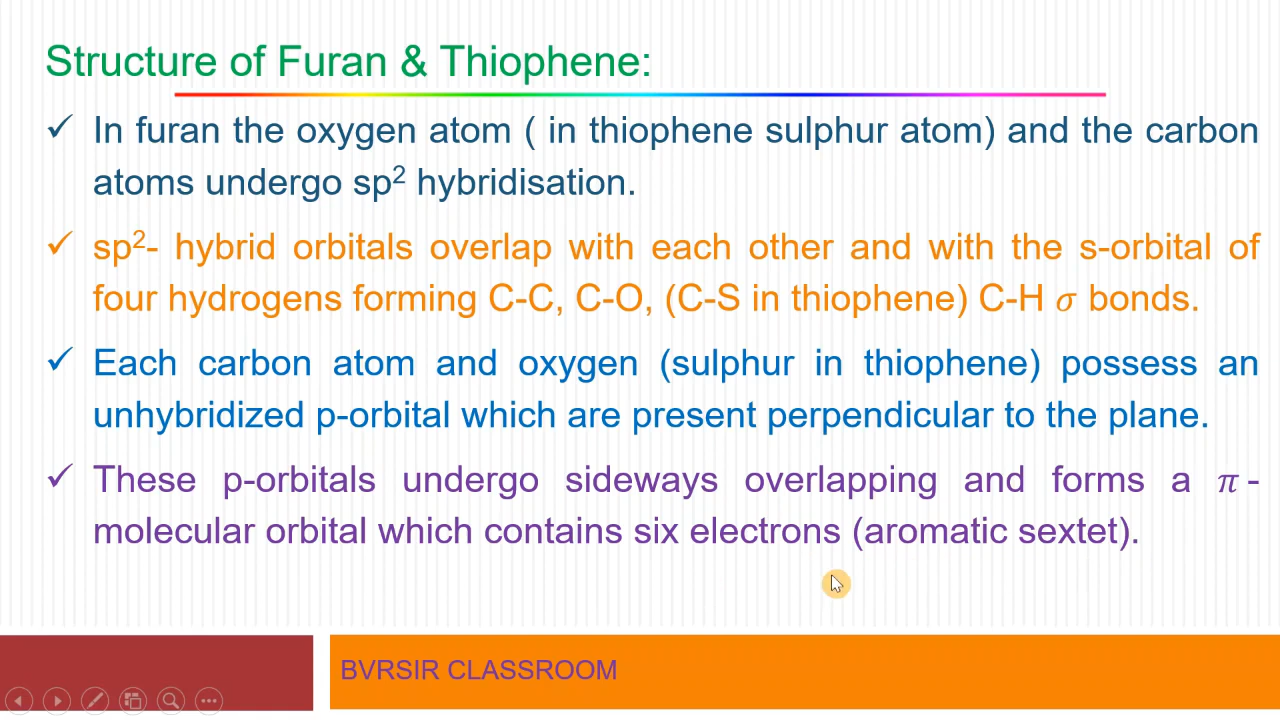 Structure of Furan & Thiophene:
✓ In furan the oxygen atom ( in thiophene sulphur atom) and the carbon
atoms undergo sp² hybridisation.
✓ sp²- hybrid orbitals overlap with each other and with the s-orbital of
four hydrogens forming C-C, C-O, (C-S in thiophene) C-H σ bonds.
✓ Each carbon atom and oxygen (sulphur in thiophene) possess an
unhybridized p-orbital which are present perpendicular to the plane.
✓ These p-orbitals undergo sideways overlapping and forms a π -
molecular orbital which contains six electrons (aromatic sextet).
BVRSIR CLASSROOM